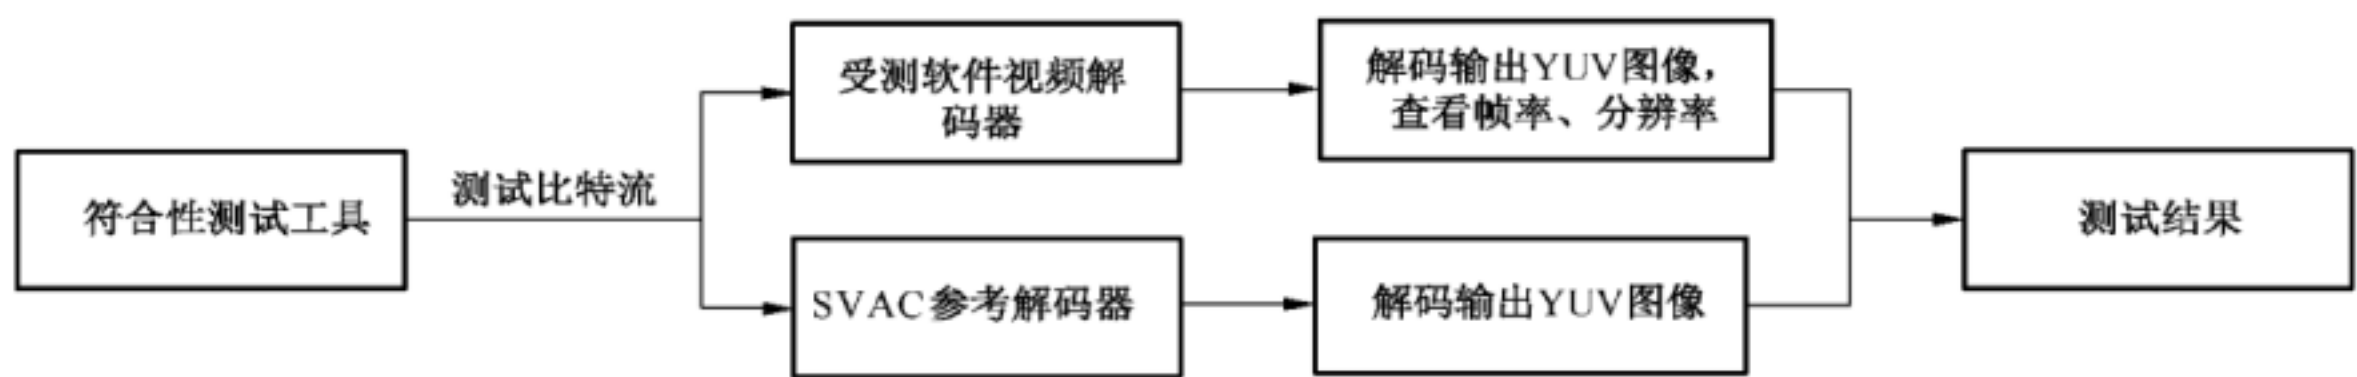 符合性测试工具
测试比特流
受测软件视频解
码器
解码输出YUV图像，
查看帧率、分辨率
SVAC参考解码器
解码输出YUV图像
测试结果